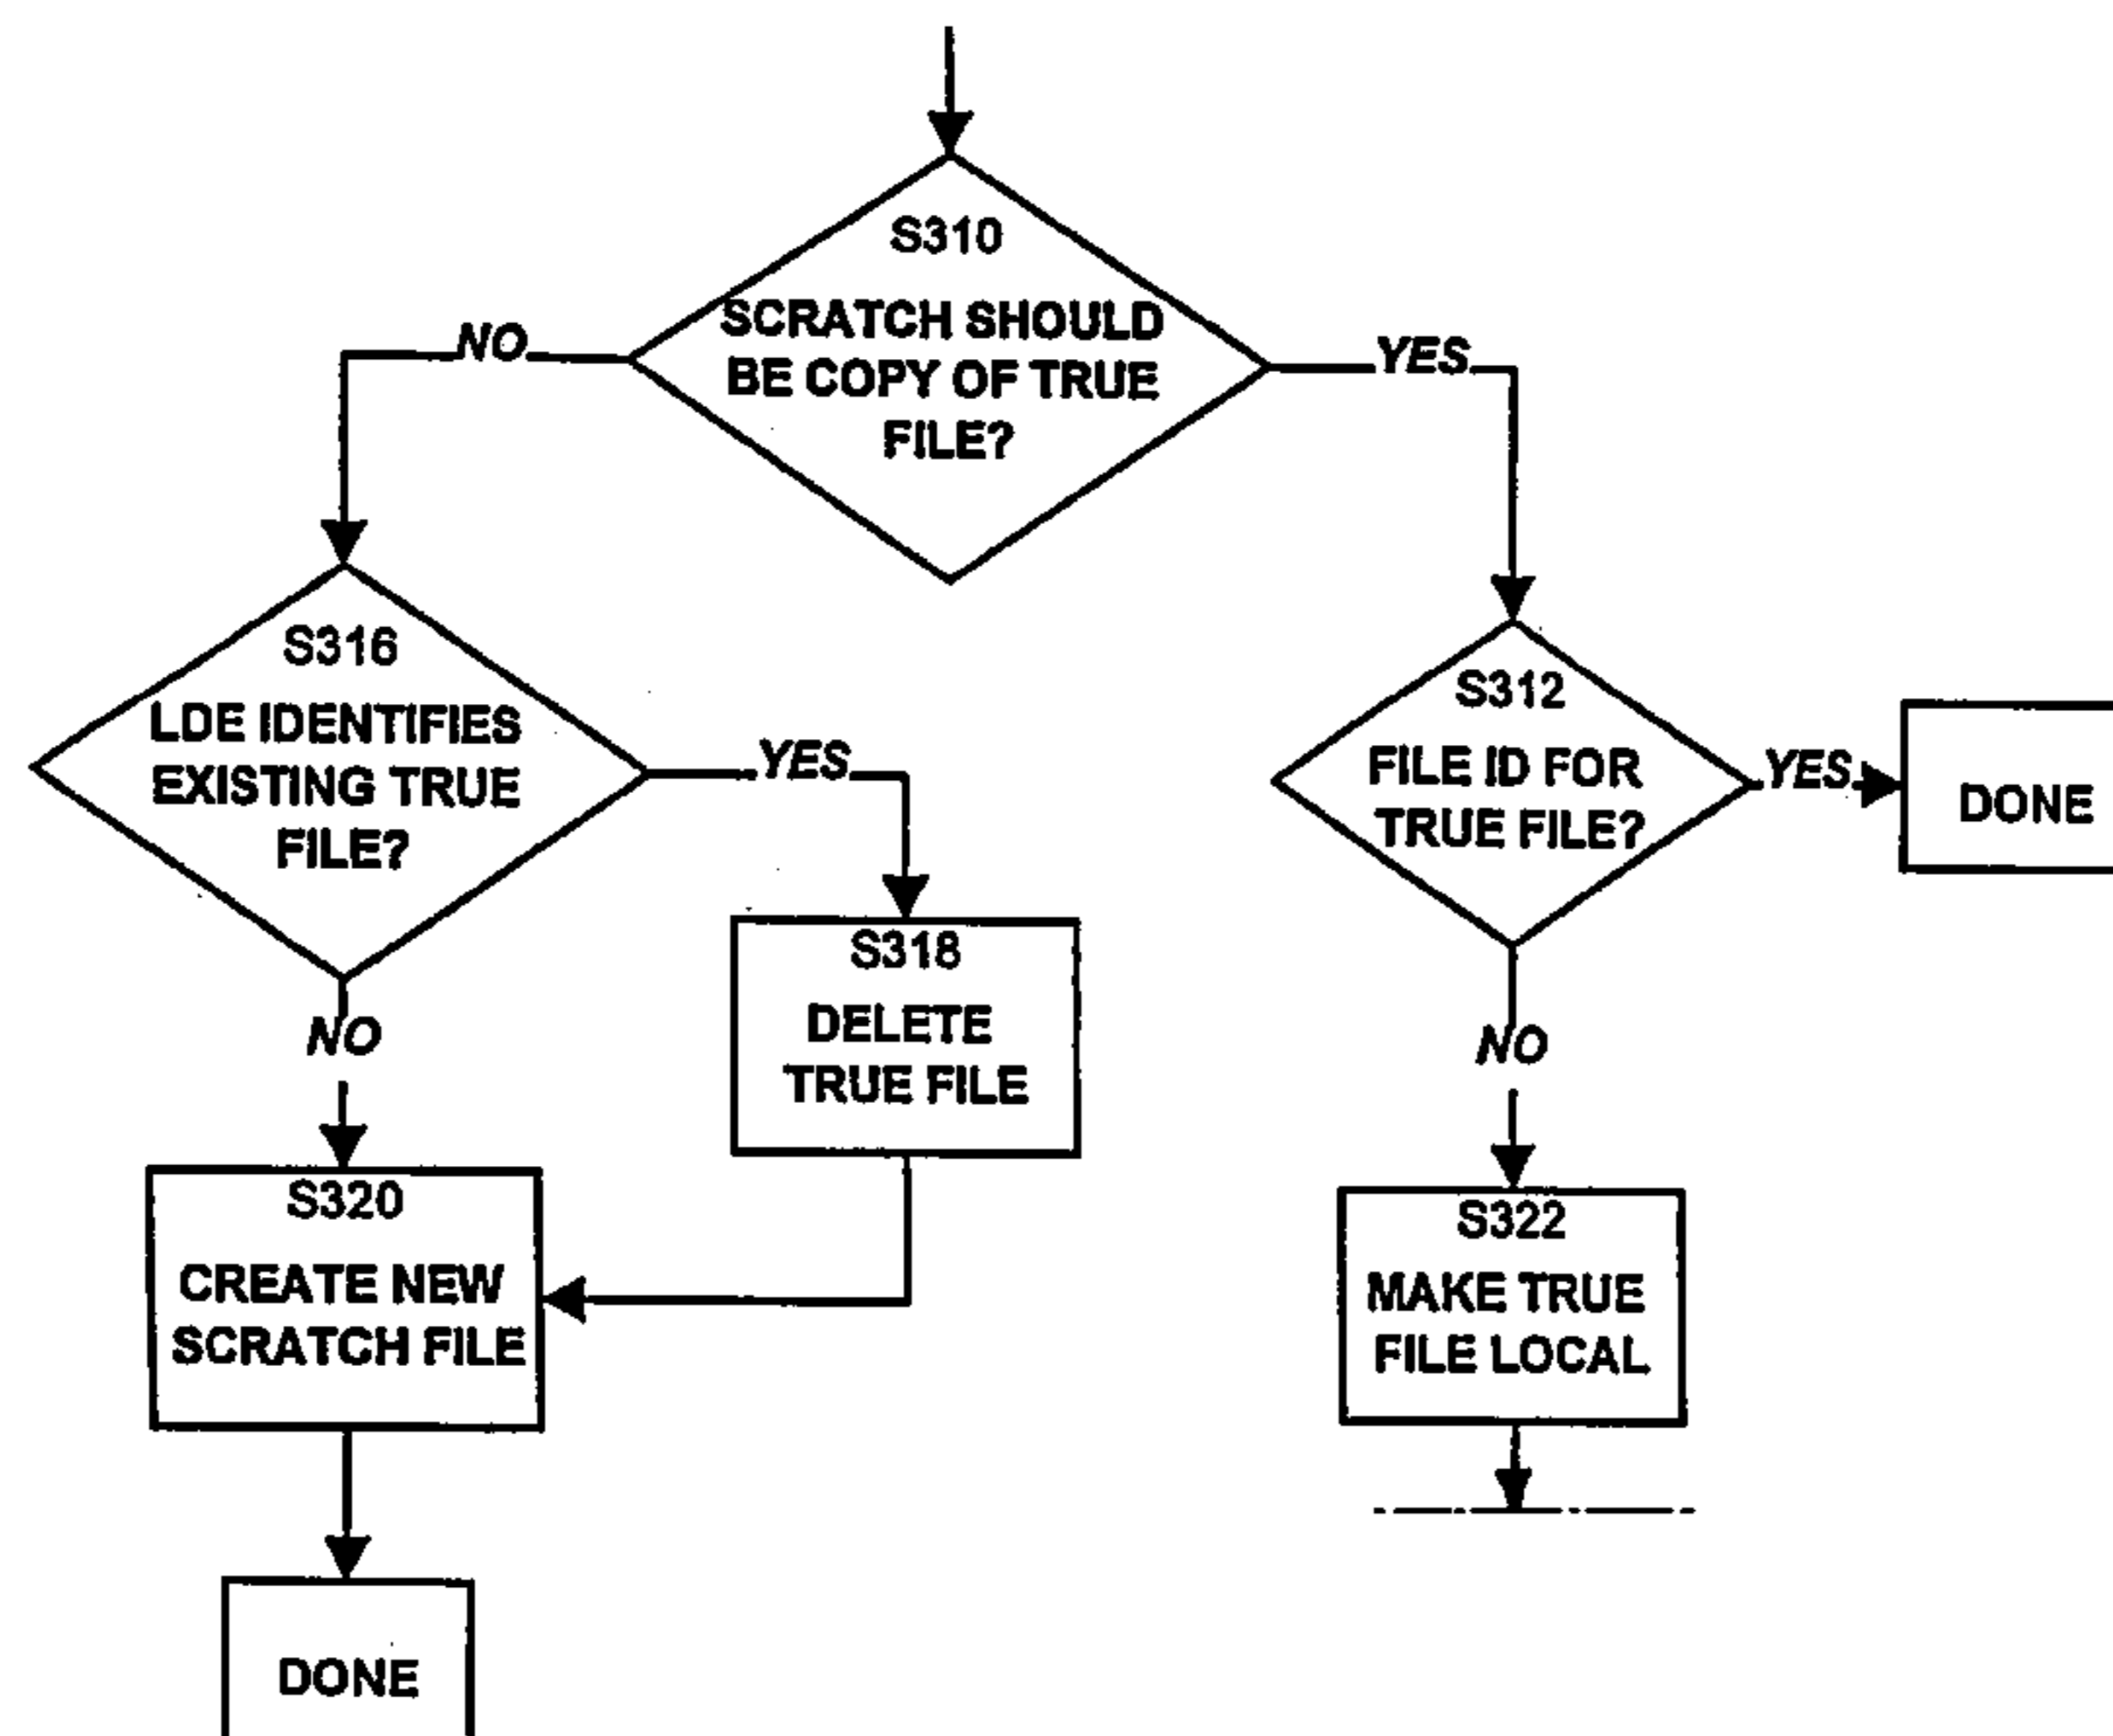 S310
SCRATCH SHOULD
BE COPY OF TRUE
FILE?
NO
YES
S316
LDE IDENTIFIES
EXISTING TRUE
FILE?
YES
S312
FILE ID FOR
TRUE FILE?
YES
DONE
S318
DELETE
TRUE FILE
NO
NO
S320
CREATE NEW
SCRATCH FILE
S322
MAKE TRUE
FILE LOCAL
DONE